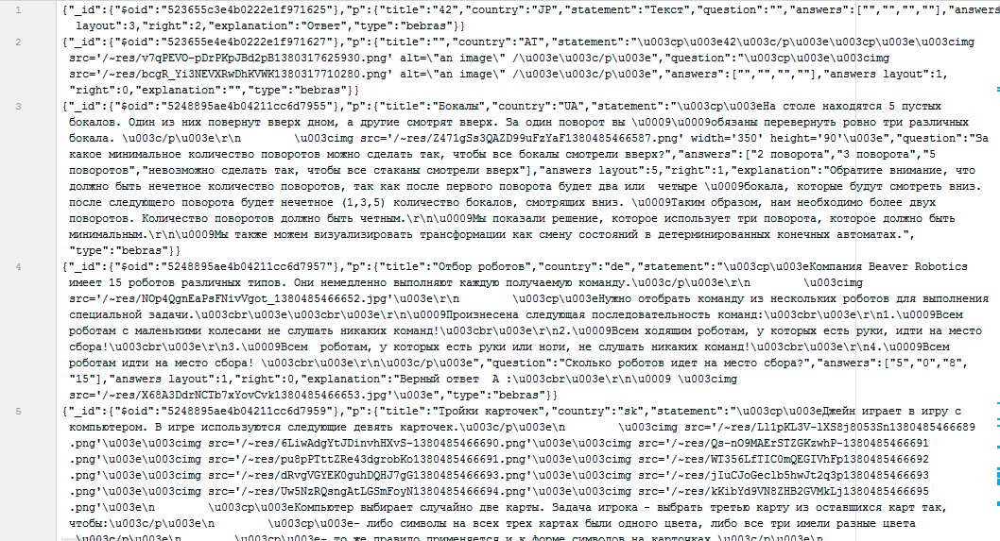 1 {"_id":{"$oid":"523655c3e4b0222e1f971625"},"p":{"title":"42","country":"JP","statement":"Текст","question":"","answers":["","","",""],"answers
layout":3,"right":2,"explanation":"Ответ","type":"bebras"}}
2 {"_id":{"$oid":"523655e4e4b0222e1f971627"},"p":{"title":"","country":"AT","statement":"\u003cp\u003e42\u003c/p\u003e\u003cp\u003e\u003cimg
src='/~res/v7qPEVO-pDrPKpJBd2pB1380317625930.png' alt=\"an image\" /\u003e\u003c/p\u003e","question":"\u003cp\u003e\u003cimg
src='/~res/bcgR_Yi3NEVXRwDhKVWK1380317710280.png' alt=\"an image\" /\u003e\u003c/p\u003e","answers":["","","",""],"answers layout":1,
"right":0,"explanation":"","type":"bebras"}}
3 {"_id":{"$oid":"5248895ae4b04211cc6d7955"},"p":{"title":"Бокалы","country":"UA","statement":"\u003cp\u003eНа столе находятся 5 пустых
бокалов. Один из них повернут вверх дном, а другие смотрят вверх. За один поворот вы \u0009\u0009обязаны перевернуть ровно три различных
бокала. \u003c/p\u003e\r\n \u003cimg src='/~res/Z471gSs3QAZD99uFzYaF1380485466587.png' width='350' height='90'\u003e","question":"За
какое минимальное количество поворотов можно сделать так, чтобы все бокалы смотрели вверх?","answers":["2 поворота","3 поворота","5
поворотов","невозможно сделать так, чтобы все стаканы смотрели вверх"],"answers layout":5,"right":1,"explanation":"Обратите внимание, что
должно быть нечетное количество поворотов, так как после первого поворота будет два или  четыре \u0009бокала, которые будут смотреть вниз.
после следующего поворота будет нечетное (1,3,5) количество бокалов, смотрящих вниз. \u0009Таким образом, нам необходимо более двух
поворотов. Количество поворотов должно быть четным.\r\n\u0009Мы показали решение, которое использует три поворота, которое должно быть
минимальным.\r\n\u0009Мы также можем визуализировать трансформации как смену состояний в детерминированных конечных автоматах.",
"type":"bebras"}}
4 {"_id":{"$oid":"5248895ae4b04211cc6d7957"},"p":{"title":"Отбор роботов","country":"de","statement":"\u003cp\u003eКомпания Beaver Robotics
имеет 15 роботов различных типов. Они немедленно выполняют каждую получаемую команду.\u003c/p\u003e\r\n \u003cimg
src='/~res/NOp4QgnEaPsFNivVgot_1380485466652.jpg'\u003e\r\n \u003cp\u003eНужно отобрать команду из нескольких роботов для выполнения
специальной задачи.\u003cbr\u003e\u003cbr\u003e\r\n\u0009Произнесена следующая последовательность команд:\u003cbr\u003e\r\n1.\u0009Всем
роботам с маленькими колесами не слушать никаких команд!\u003cbr\u003e\r\n2.\u0009Всем ходящим роботам, у которых есть руки, идти на место
сбора!\u003cbr\u003e\r\n3.\u0009Всем  роботам, у которых есть руки или ноги, не слушать никаких команд!\u003cbr\u003e\r\n4.\u0009Всем
роботам идти на место сбора! \u003cbr\u003e\r\n\u003c/p\u003e","question":"Сколько роботов идет на место сбора?","answers":["5","0","8",
"15"],"answers layout":1,"right":0,"explanation":"Верный ответ  А :\u003cbr\u003e\r\n\u0009 \u003cimg
src='/~res/X68A3DdrNCTb7xYovCvk1380485466653.jpg'\u003e","type":"bebras"}}
5 {"_id":{"$oid":"5248895ae4b04211cc6d7959"},"p":{"title":"Тройки карточек","country":"sk","statement":"\u003cp\u003eДжейн играет в игру с
компьютером. В игре используются следующие девять карточек.\u003c/p\u003e\n \u003cimg src='/~res/L11pKL3V-lXS8j8053Sn1380485466689
.png'\u003e\u003cimg src='/~res/6LiwAdgYtJDinvhHXvS-1380485466690.png'\u003e\u003cimg src='/~res/Qs-nO9MAErSTZGKzwhP-1380485466691
.png'\u003e\u003cimg src='/~res/pu8pPTttZRe43dgrobKo1380485466691.png'\u003e\u003cimg src='/~res/WT356LfTIC0mQEGIVhFp1380485466692
.png'\u003e\u003cimg src='/~res/dRvgVGYEK0guhDQHJ7gG1380485466693.png'\u003e\u003cimg src='/~res/jIuCJoGeclb5hwJt2q3p1380485466693
.png'\u003e\u003cimg src='/~res/Uw5NzRQsngAtLGSmFoyN1380485466694.png'\u003e\u003cimg src='/~res/kKibYd9VN8ZHB2GVMkLj1380485466695
.png'\u003e \u003cp\u003eКомпьютер выбирает случайно две карты. Задача игрока - выбрать третью карту из оставшихся карт так,
чтобы:\u003c/p\u003e\n \u003cp\u003e- либо символы на всех трех картах были одного цвета, либо все три имели разные цвета
\u003c/p\u003e\n \u003cp\u003e- то же правило применяется и к форме символов на карточках.\u003c/p\u003e\n